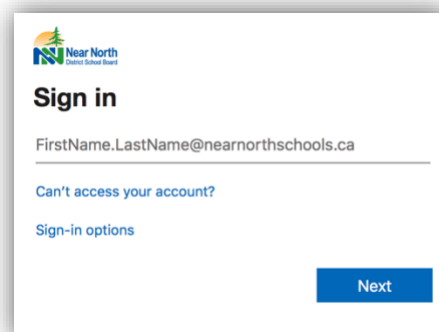 Near North
District School Board
Sign in
FirstName.LastName@nearnorthschools.ca
Can't access your account?
Sign-in options
Next